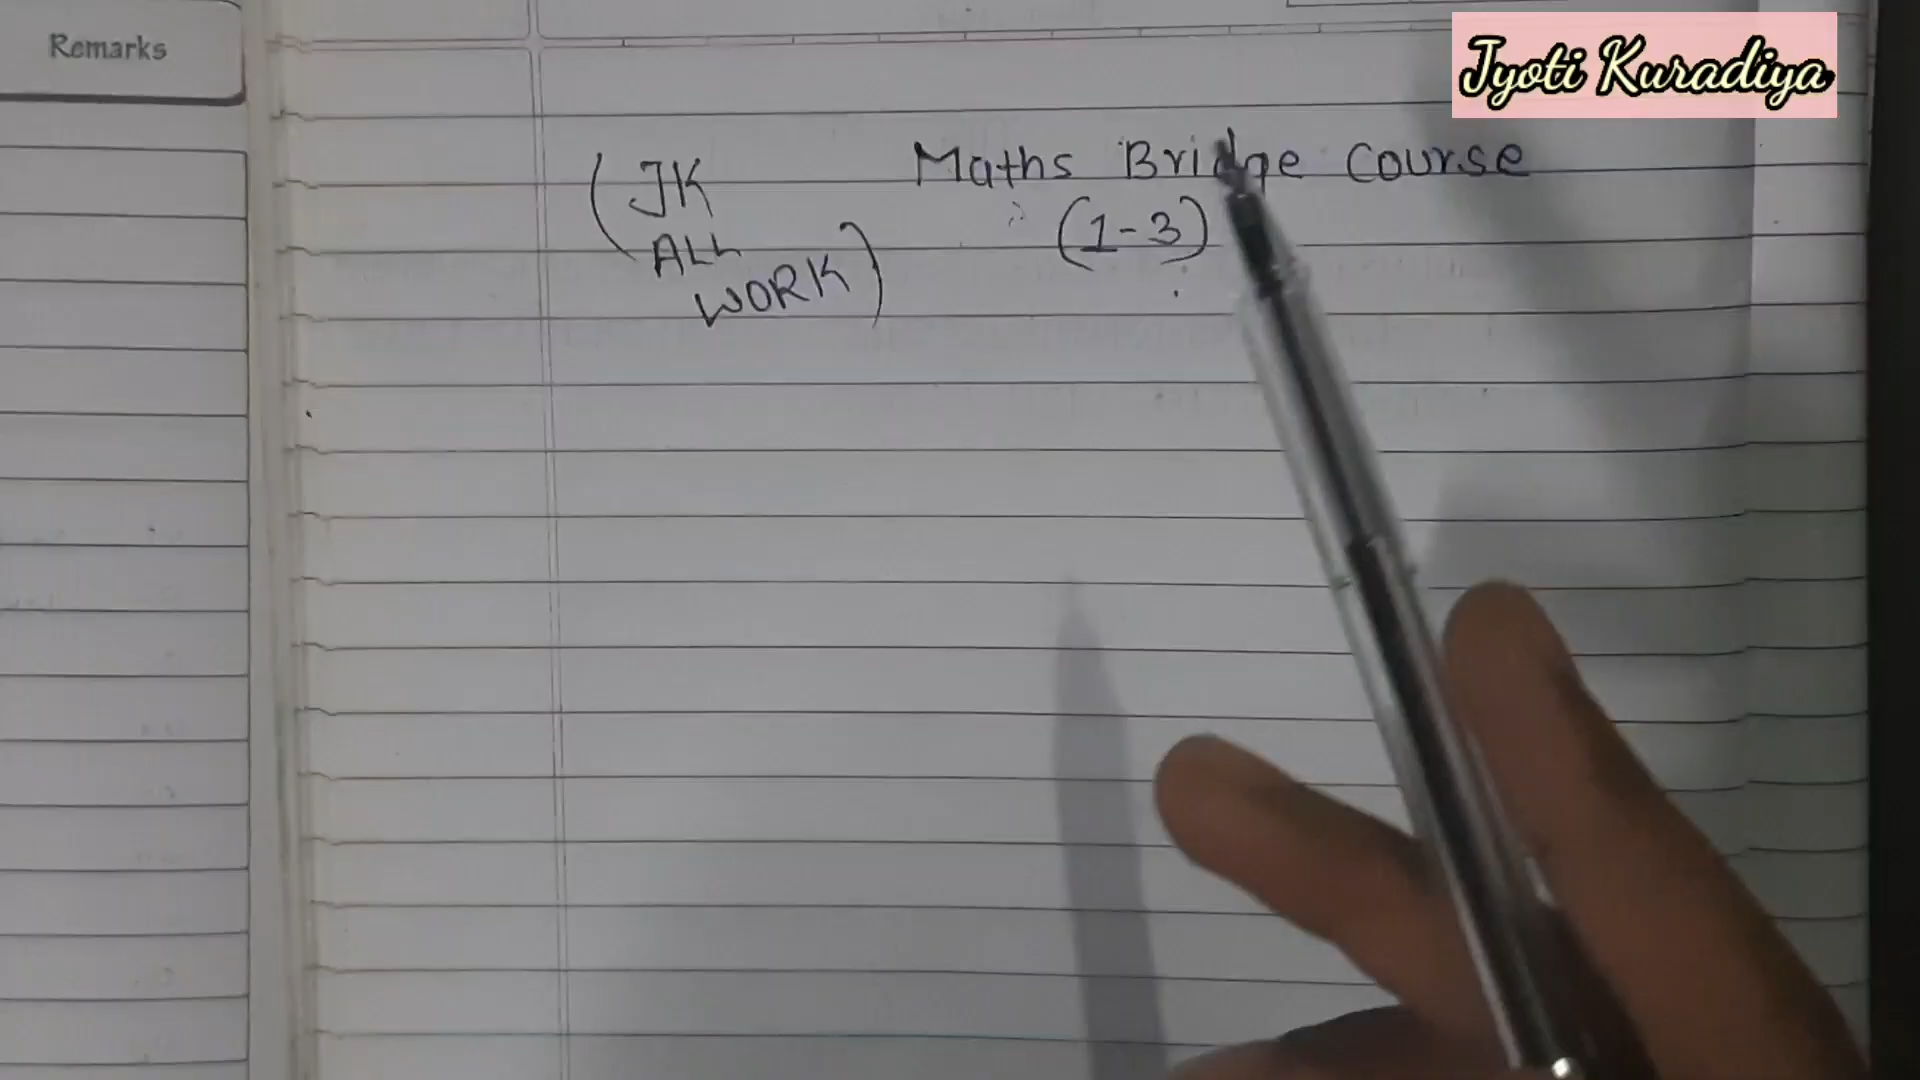 Remarks
Jyoti Kuradiya
Maths Bridge Course
(1-3)
(JK
ALL
WORK)